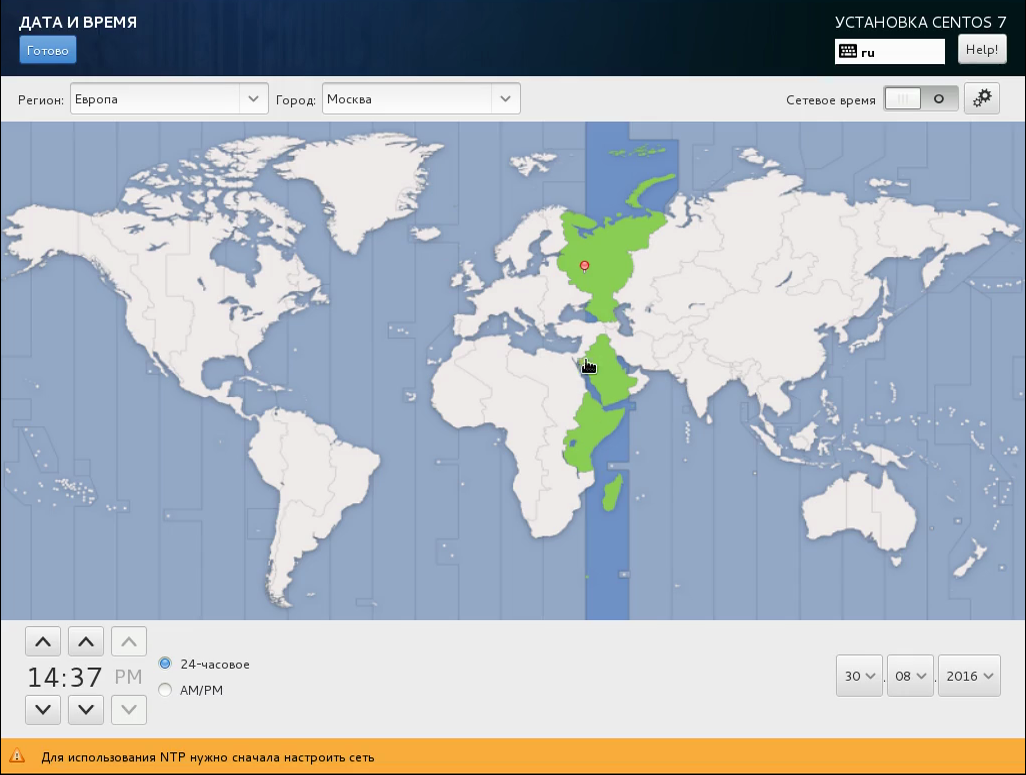 ДАТА И ВРЕМЯ
УСТАНОВКА CENTOS 7
Готово
ru
Help!
Регион: Европа Город: Москва Сетевое время
14:37 PM
24-часовое
AM/PM
30 . 08 . 2016
Для использования NTP нужно сначала настроить сеть